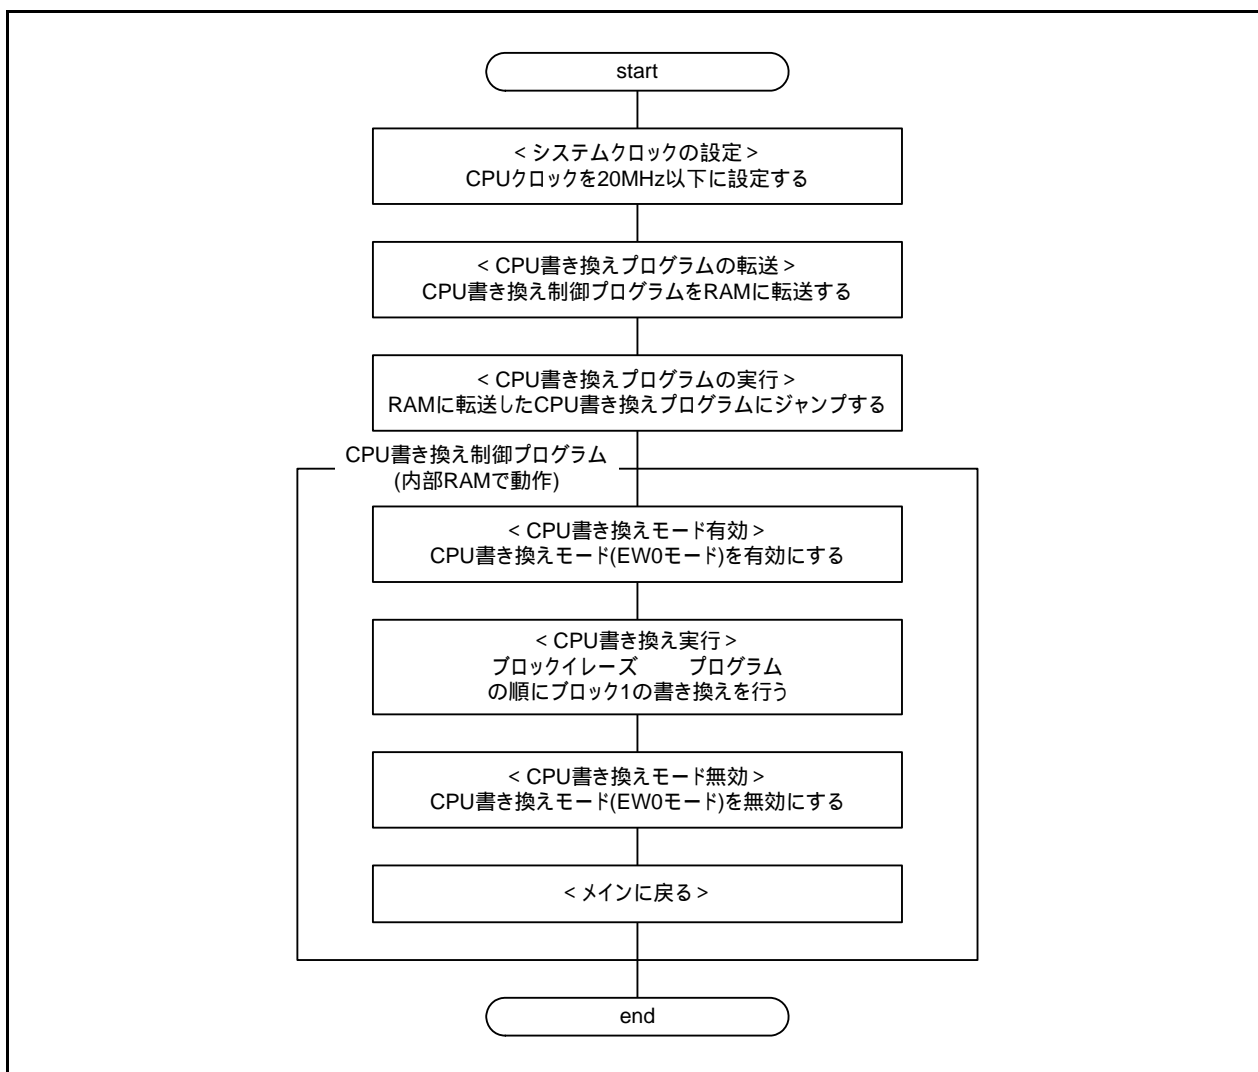 start
<システムクロックの設定>
CPUクロックを20MHz以下に設定する
<CPU書き換えプログラムの転送>
CPU書き換え制御プログラムをRAMに転送する
<CPU書き換えプログラムの実行>
RAMに転送したCPU書き換えプログラムにジャンプする
CPU書き換え制御プログラム
(内部RAMで動作)
<CPU書き換えモード有効>
CPU書き換えモード(EW0モード)を有効にする
<CPU書き換え実行>
ブロックイレーズ　　プログラム
の順にブロック1の書き換えを行う
<CPU書き換えモード無効>
CPU書き換えモード(EW0モード)を無効にする
<メインに戻る>
end